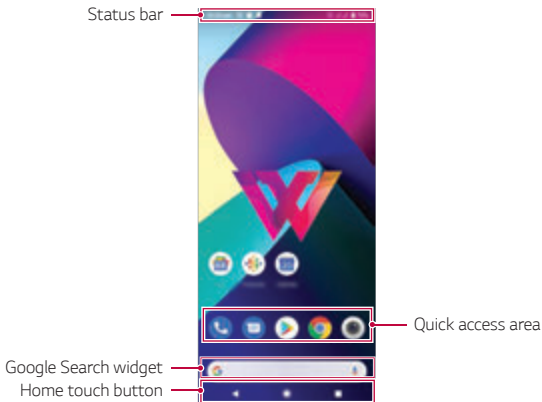 Status bar
Quick access area
Google Search widget
Home touch button